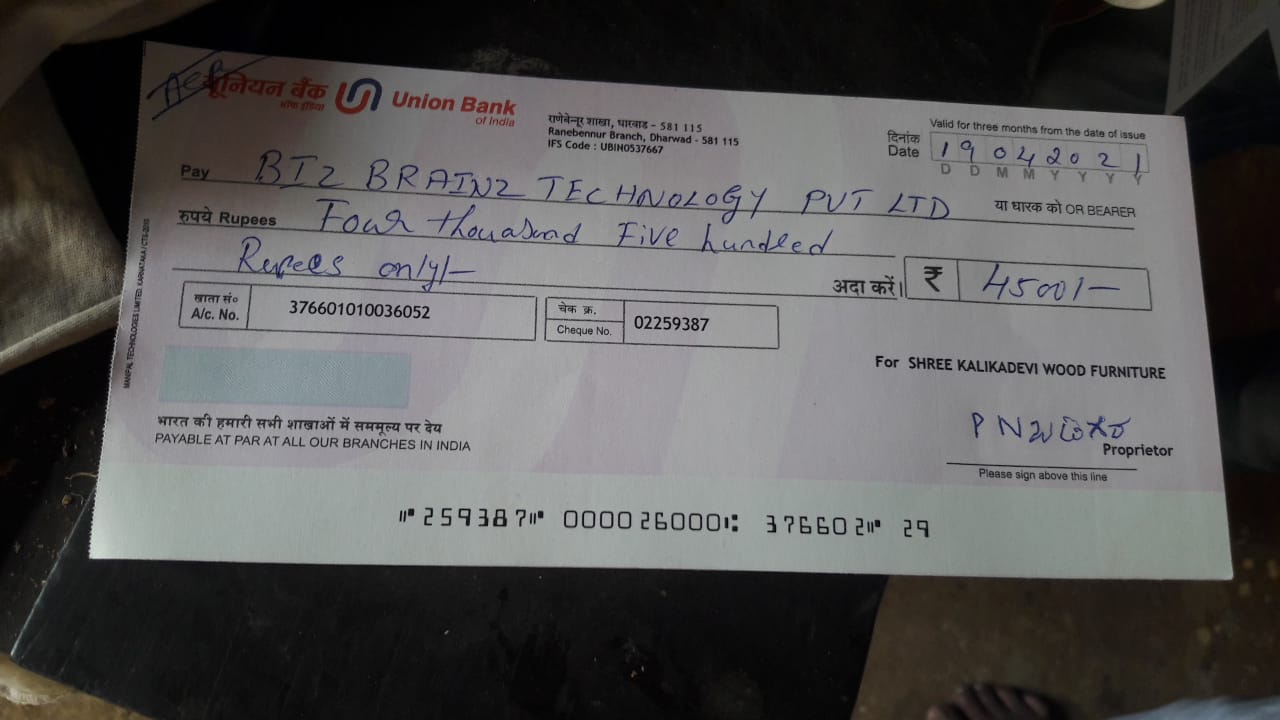 A/c P
यूनियन बैंक
ऑफ इंडिया
Union Bank
of India
राणेबेन्नूर शाखा, धारवाड - 581 115
Ranebennur Branch, Dharwad - 581 115
IFS Code : UBIN0537667
Valid for three months from the date of issue
दिनांक
Date
19042021
D D M M Y Y Y Y
Pay BIZ BRAINZ TECHNOLOGY PVT LTD या धारक को OR BEARER
रुपये Rupees Four thousand Five hundred
Rupees only/- अदा करें। ₹ 4500/-
खाता सं०
A/c. No.
376601010036052
चेक क्र.
Cheque No.
02259387
For SHREE KALIKADEVI WOOD FURNITURE
भारत की हमारी सभी शाखाओं में सममूल्य पर देय
PAYABLE AT PAR AT ALL OUR BRANCHES IN INDIA
P N
Proprietor
Please sign above this line
⑈259387⑈ 000026000⑆ 376602⑈ 29
MANIPAL TECHNOLOGIES LIMITED, KARNATAKA / CTS-2010